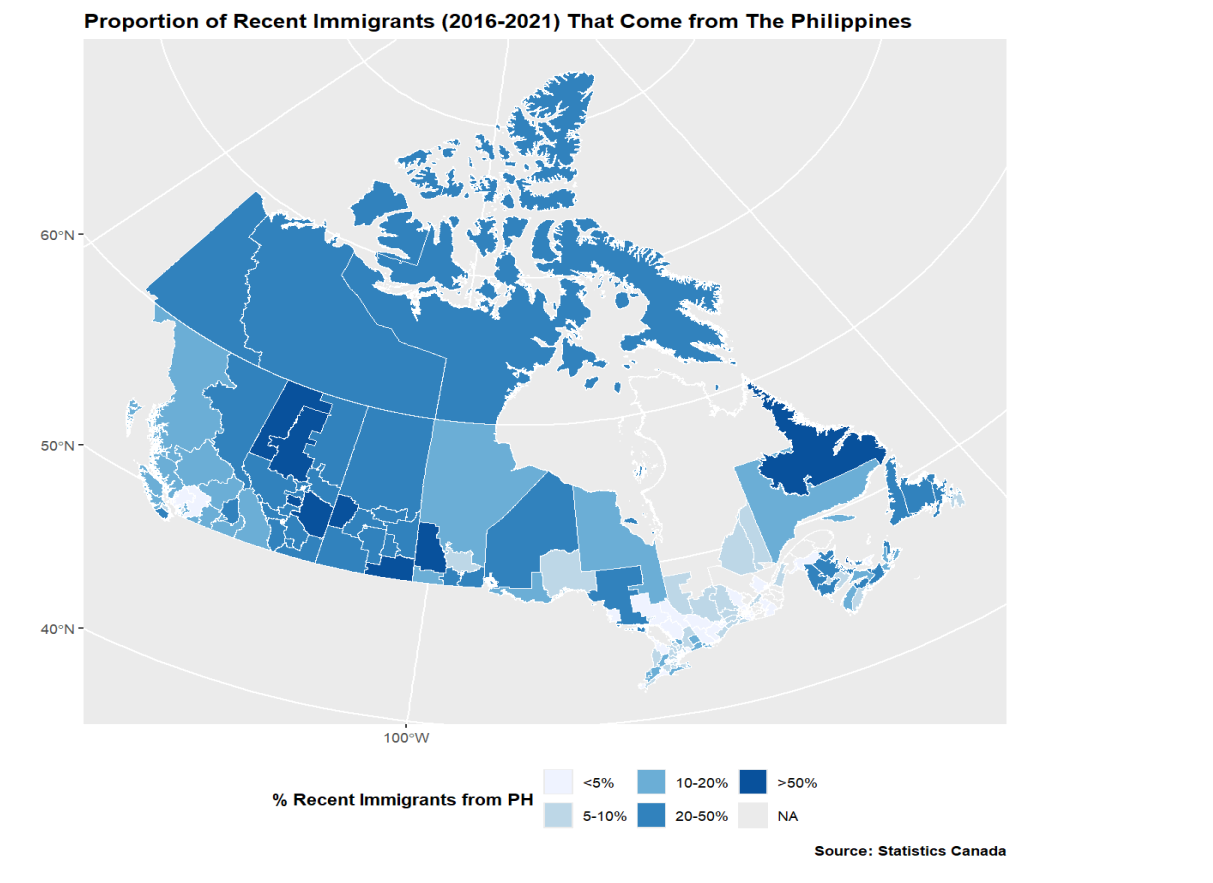 Proportion of Recent Immigrants (2016-2021) That Come from The Philippines
60°N
50°N
40°N
100°W
% Recent Immigrants from PH
<5% 10-20% >50%
5-10% 20-50% NA
Source: Statistics Canada